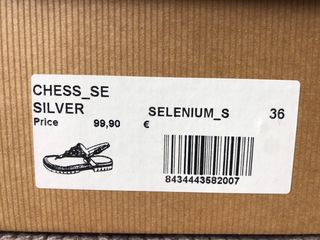 CHESS_SE
SILVER SELENIUM_S 36
Price 99,90 €
8434443582007